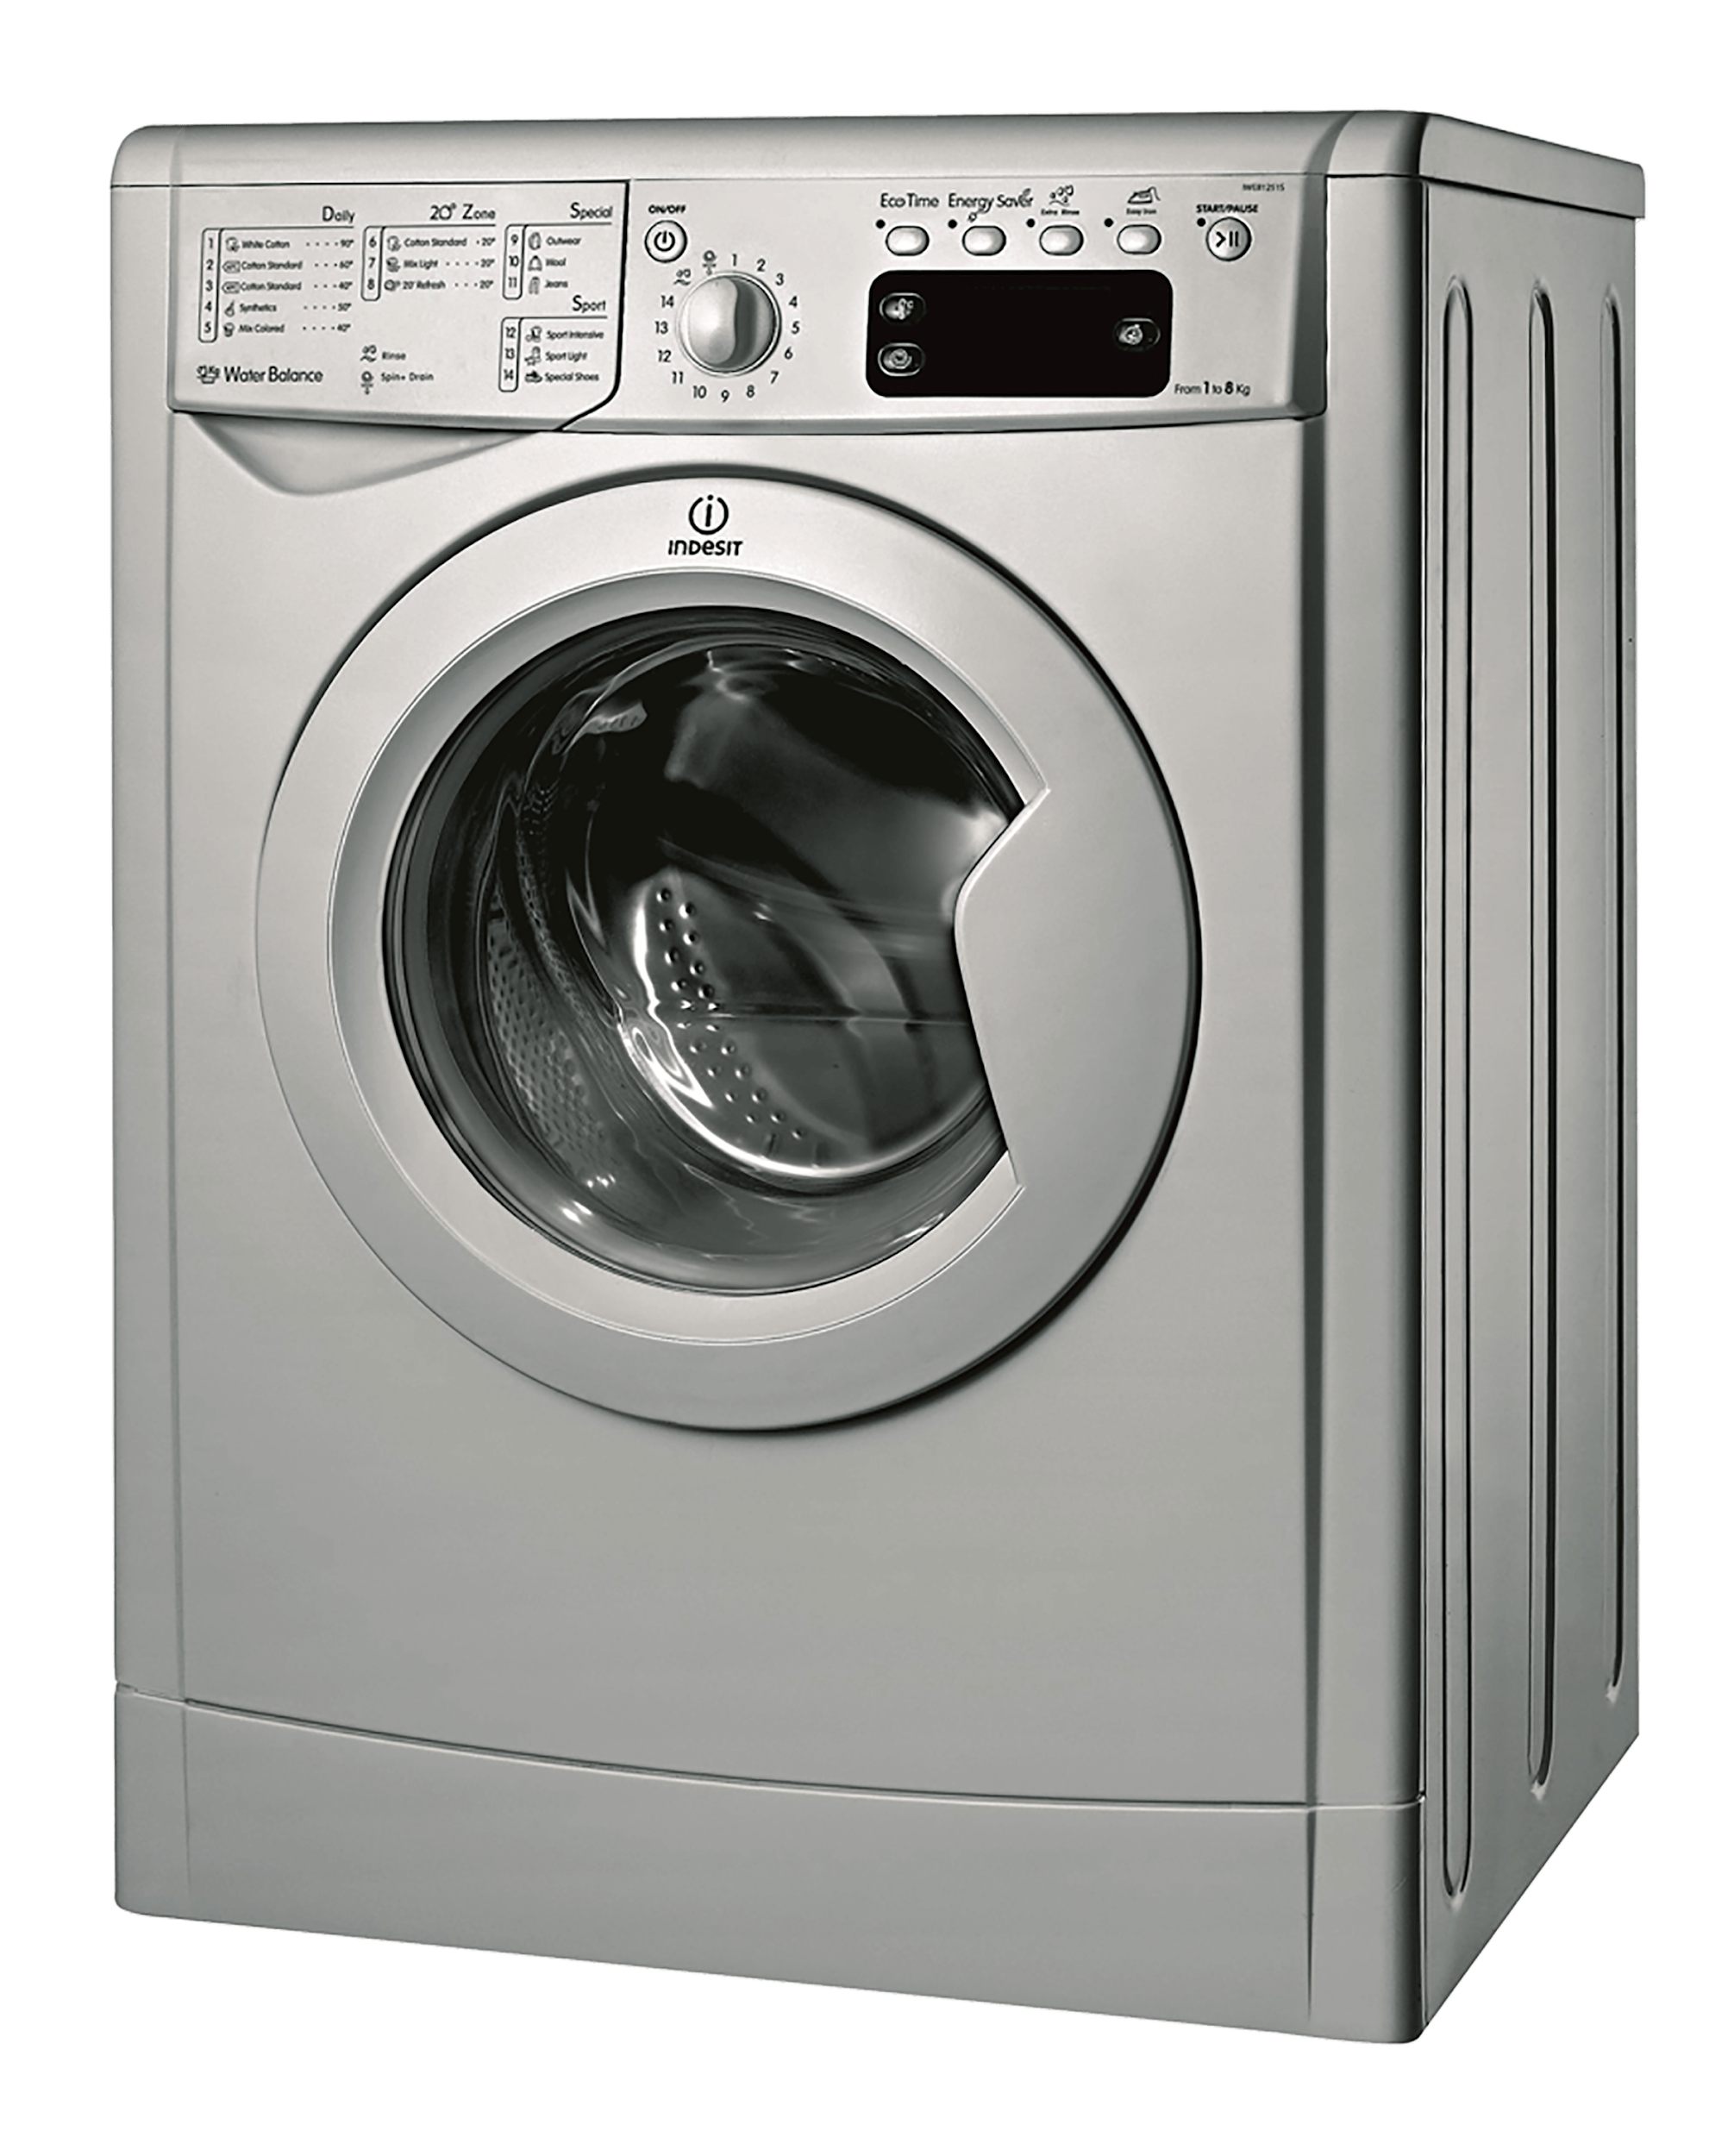 Daily
1 White Cotton ···· 90°
2 Cotton Standard ··· 60°
3 Cotton Standard ··· 40°
4 Synthetics ···· 50°
5 Mix Colored ···· 40°
Water Balance
20° Zone
6 Cotton Standard · 20°
7 Mix Light ···· 20°
8 20' Refresh ··· 20°
Rinse
Spin+ Drain
Special
9 Outwear
10 Wool
11 Jeans
Sport
12 Sport Intensive
13 Sport Light
14 Special Shoes
ON/OFF
1
2
3
4
5
6
7
8
9
10
11
12
13
14
Eco Time
Energy Saver
Extra Rinse
Easy Iron
START/PAUSE
From 1 to 8 Kg
indesit